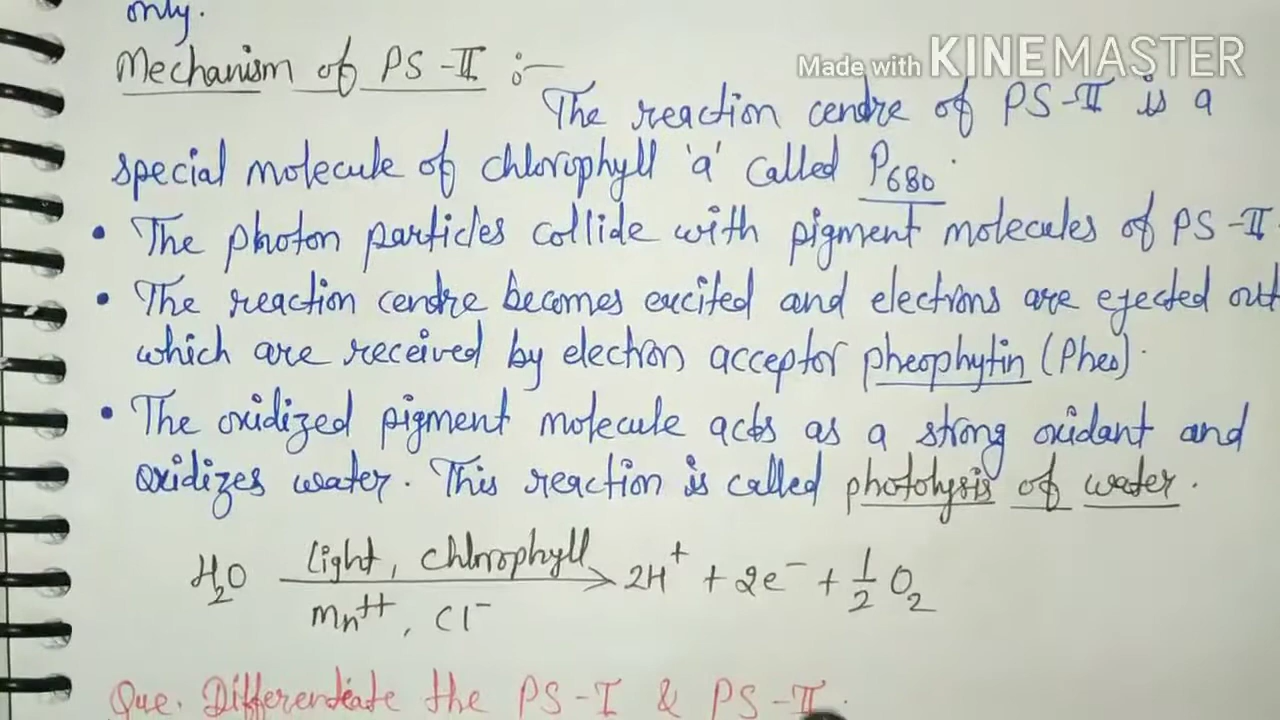 only.
Made with KINEMASTER
Mechanism of PS-II :-
The reaction centre of PS-II is a
special molecule of chlorophyll 'a' called P680.
• The photon particles collide with pigment molecules of PS-II
• The reaction centre becomes excited and electrons are ejected out
which are received by electron acceptor pheophytin (Pheo).
• The oxidized pigment molecule acts as a strong oxidant and
oxidizes water. This reaction is called photolysis of water.
light, chlorophyll
H₂O → 2H⁺ + 2e⁻ + 1/2 O₂
Mn⁺⁺, Cl⁻
Que. Differentiate the PS-I & PS-II.